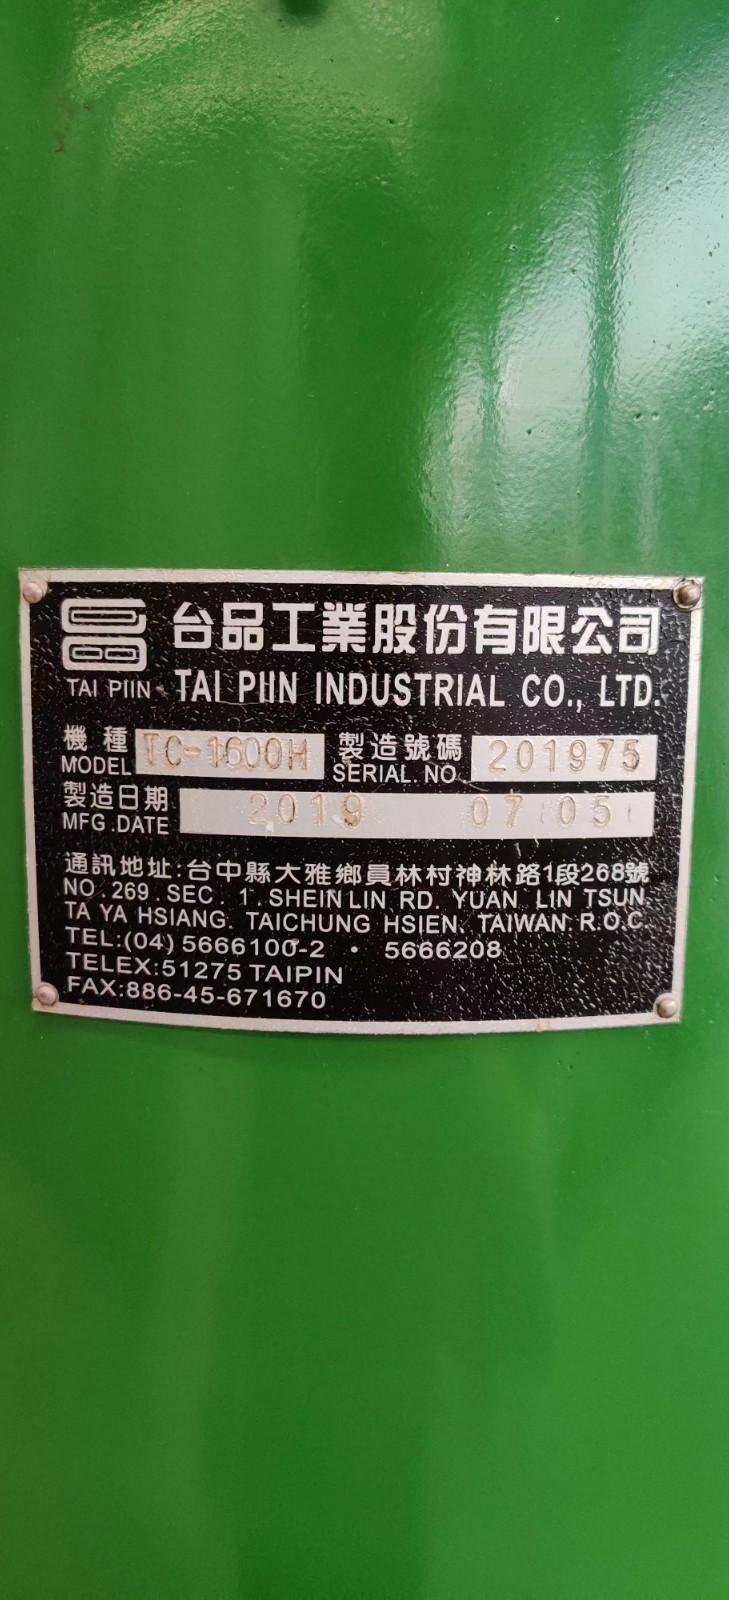 台品工業股份有限公司
TAI PIIN TAI PIIN INDUSTRIAL CO., LTD.
機種 TC-1600H 製造號碼 201975
MODEL SERIAL. NO.
製造日期 2019 07 05
MFG.DATE
通訊地址:台中縣大雅鄉員林村神林路1段268號
NO. 269. SEC. 1. SHEIN LIN RD. YUAN LIN TSUN.
TA YA HSIANG. TAICHUNG HSIEN. TAIWAN R.O.C.
TEL:(04) 5666100-2 • 5666208
TELEX:51275 TAIPIN
FAX:886-45-671670